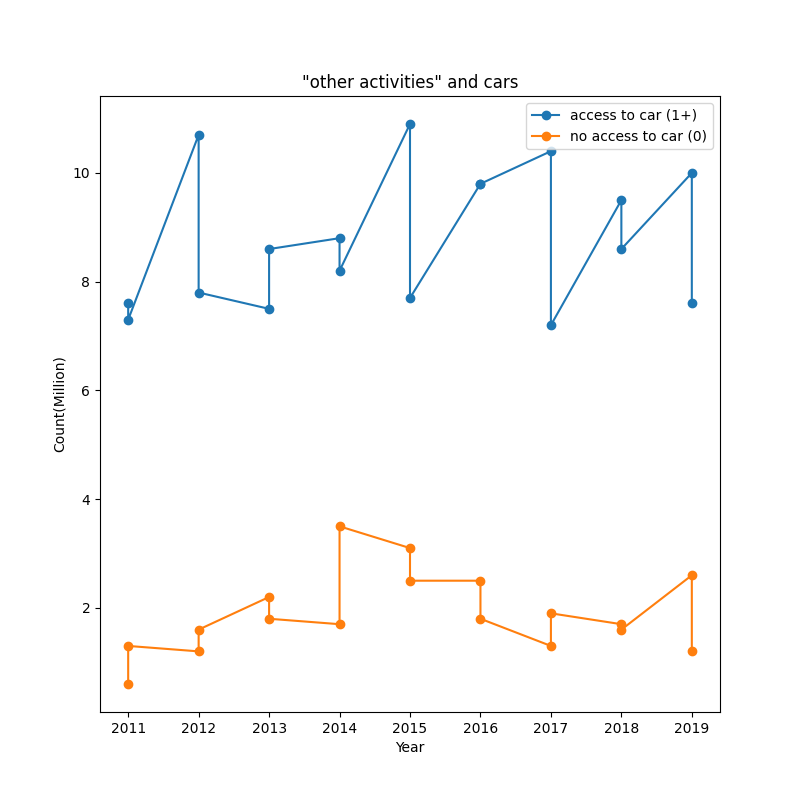 "other activities" and cars
access to car (1+)
no access to car (0)
10
8
6
4
2
Count(Million)
2011 2012 2013 2014 2015 2016 2017 2018 2019
Year